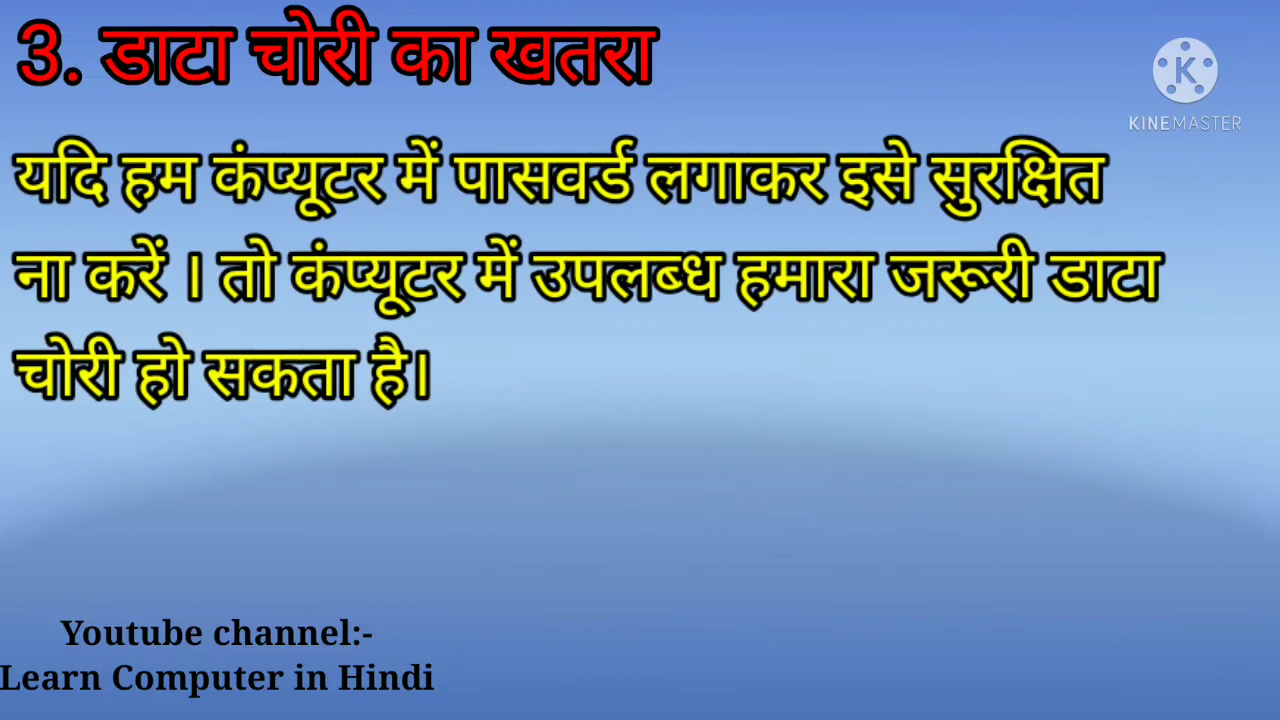 3. डाटा चोरी का खतरा
K
KINEMASTER
यदि हम कंप्यूटर में पासवर्ड लगाकर इसे सुरक्षित
ना करें । तो कंप्यूटर में उपलब्ध हमारा जरूरी डाटा
चोरी हो सकता है।
Youtube channel:-
Learn Computer in Hindi